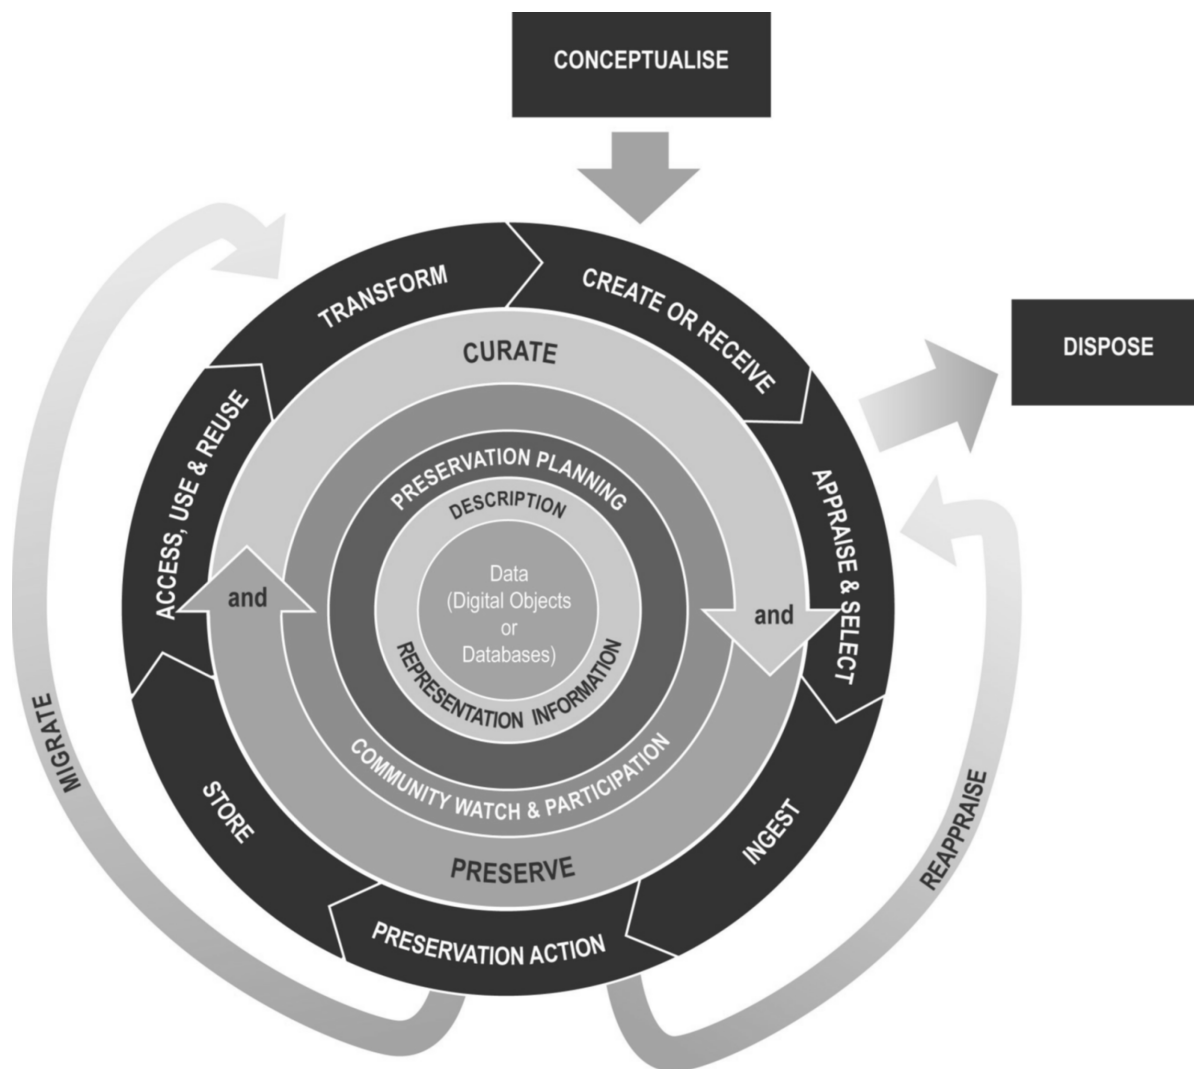 CONCEPTUALISE
TRANSFORM
CREATE OR RECEIVE
DISPOSE
CURATE
ACCESS, USE & REUSE
APPRAISE & SELECT
PRESERVATION PLANNING
DESCRIPTION
Data
(Digital Objects
or
Databases)
and
and
REPRESENTATION INFORMATION
COMMUNITY WATCH & PARTICIPATION
MIGRATE
STORE
INGEST
REAPPRAISE
PRESERVE
PRESERVATION ACTION